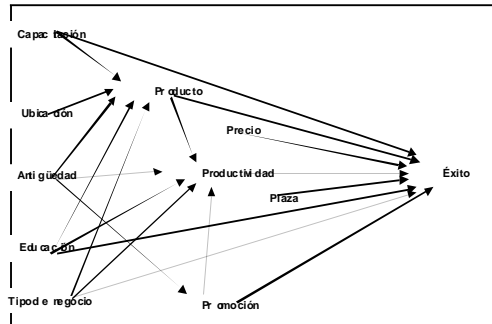 Capacitación
Producto
Ubicación
Precio
Antigüedad
Productividad
Éxito
Plaza
Educación
Tipo de negocio
Promoción